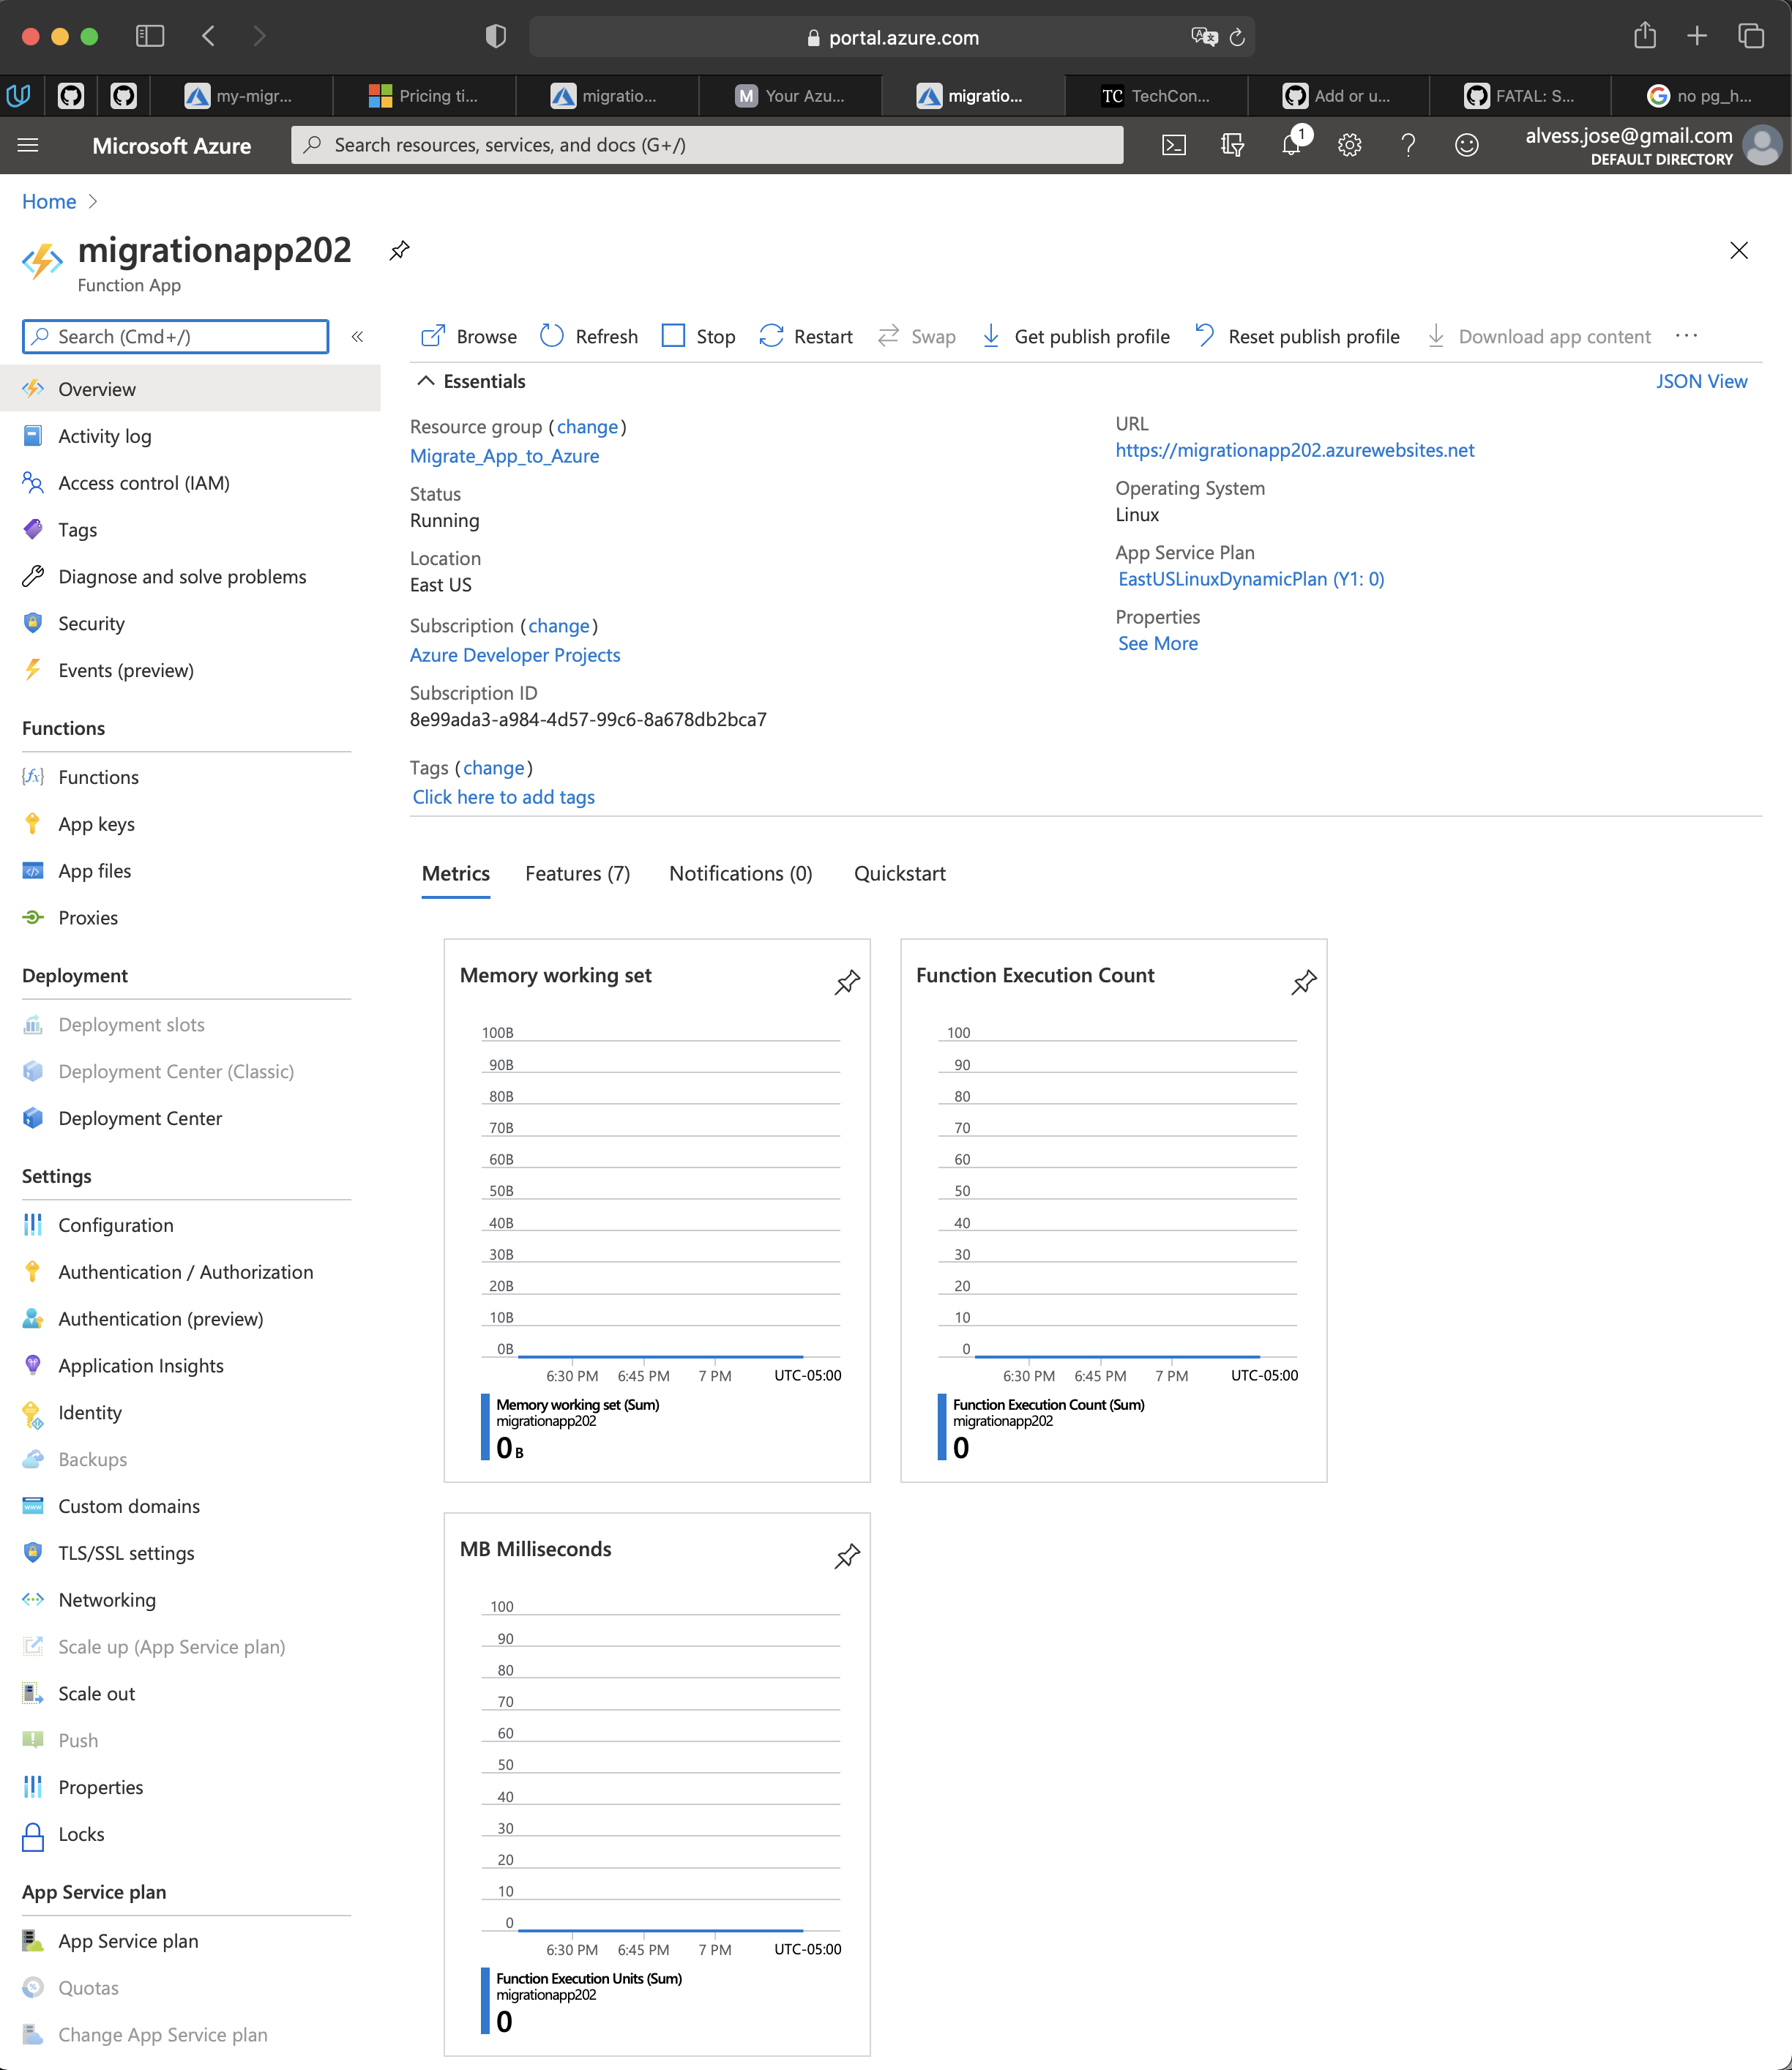 portal.azure.com
my-migr...
Pricing ti...
migratio...
M Your Azu...
migratio...
TC TechCon...
Add or u...
FATAL: S...
G no pg_h...
Microsoft Azure
Search resources, services, and docs (G+/)
1
alvess.jose@gmail.com
DEFAULT DIRECTORY
Home
migrationapp202
Function App
Search (Cmd+/)
«
Overview
Activity log
Access control (IAM)
Tags
Diagnose and solve problems
Security
Events (preview)
Functions
Functions
App keys
App files
Proxies
Deployment
Deployment slots
Deployment Center (Classic)
Deployment Center
Settings
Configuration
Authentication / Authorization
Authentication (preview)
Application Insights
Identity
Backups
Custom domains
TLS/SSL settings
Networking
Scale up (App Service plan)
Scale out
Push
Properties
Locks
App Service plan
App Service plan
Quotas
Change App Service plan
Browse
Refresh
Stop
Restart
Swap
Get publish profile
Reset publish profile
Download app content
...
Essentials
JSON View
Resource group (change)
Migrate_App_to_Azure
Status
Running
Location
East US
Subscription (change)
Azure Developer Projects
Subscription ID
8e99ada3-a984-4d57-99c6-8a678db2bca7
Tags (change)
Click here to add tags
URL
https://migrationapp202.azurewebsites.net
Operating System
Linux
App Service Plan
EastUSLinuxDynamicPlan (Y1: 0)
Properties
See More
Metrics
Features (7)
Notifications (0)
Quickstart
Memory working set
100B
90B
80B
70B
60B
50B
40B
30B
20B
10B
0B
6:30 PM 6:45 PM 7 PM UTC-05:00
Memory working set (Sum)
migrationapp202
0 B
Function Execution Count
100
90
80
70
60
50
40
30
20
10
0
6:30 PM 6:45 PM 7 PM UTC-05:00
Function Execution Count (Sum)
migrationapp202
0
MB Milliseconds
100
90
80
70
60
50
40
30
20
10
0
6:30 PM 6:45 PM 7 PM UTC-05:00
Function Execution Units (Sum)
migrationapp202
0